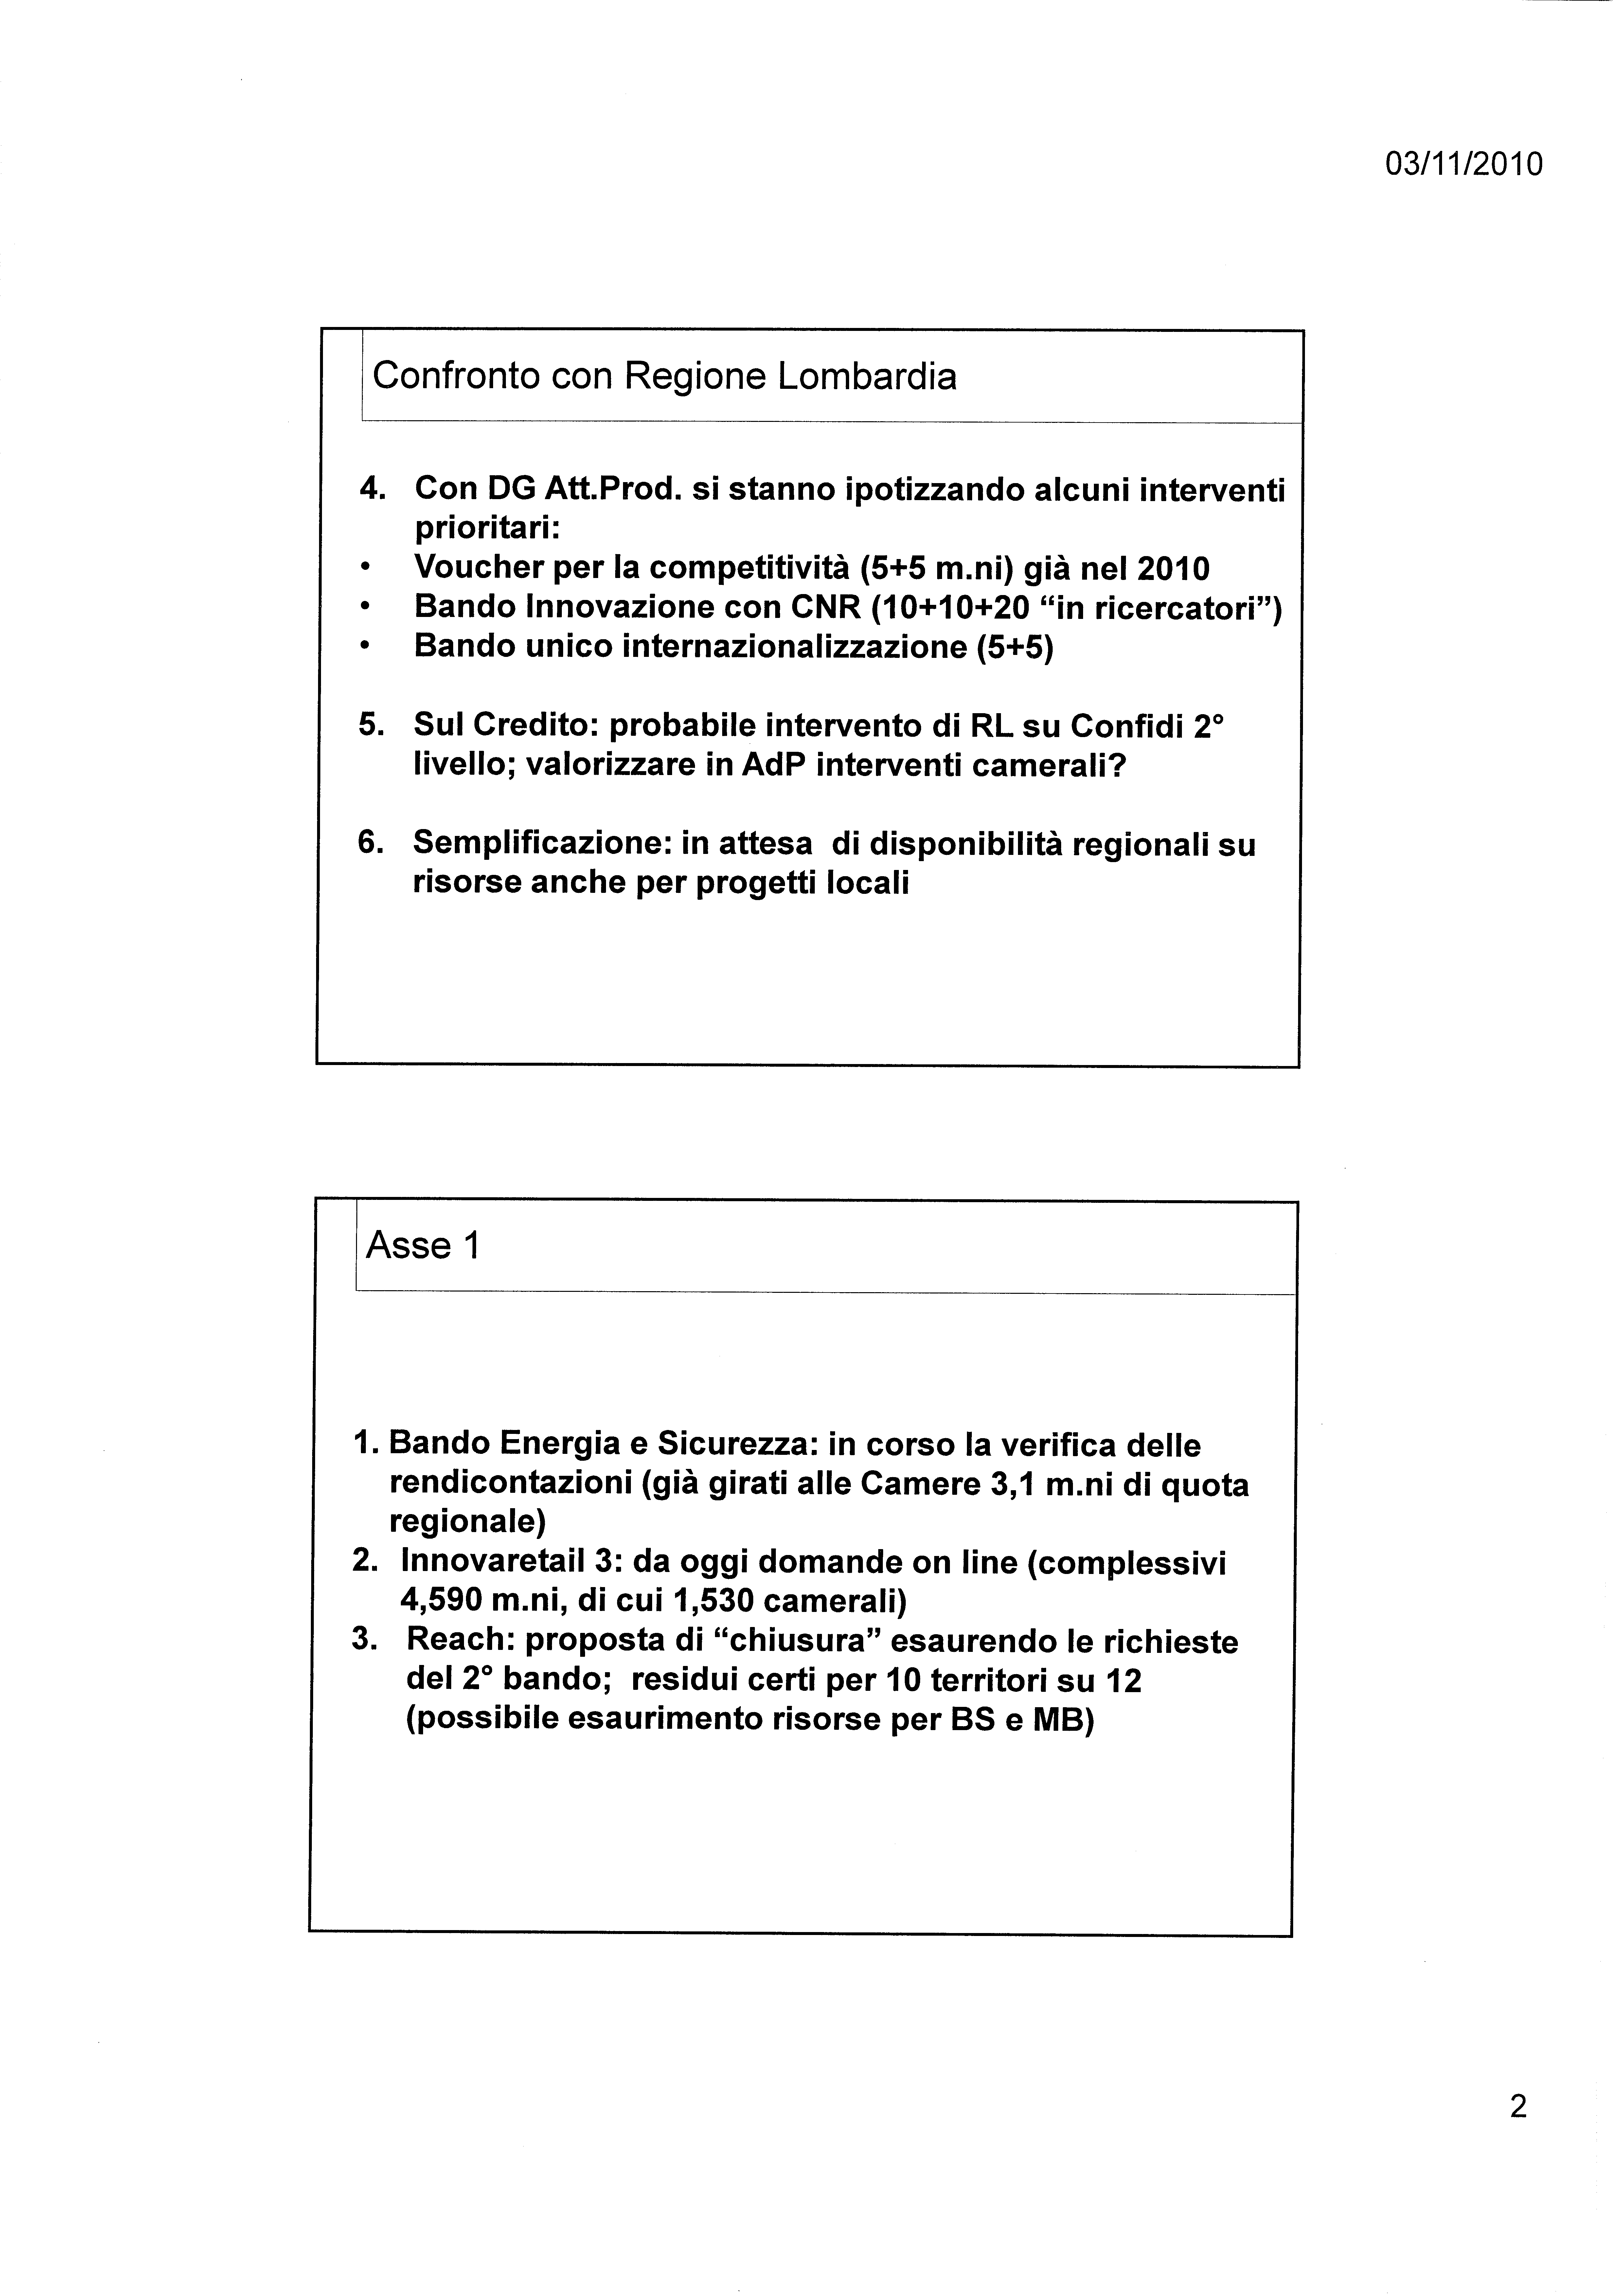 03/11/2010
Confronto con Regione Lombardia
4. Con DG Att.Prod. si stanno ipotizzando alcuni interventi
prioritari:
• Voucher per la competitività (5+5 m.ni) già nel 2010
• Bando Innovazione con CNR (10+10+20 “in ricercatori”)
• Bando unico internazionalizzazione (5+5)
5. Sul Credito: probabile intervento di RL su Confidi 2°
livello; valorizzare in AdP interventi camerali?
6. Semplificazione: in attesa di disponibilità regionali su
risorse anche per progetti locali
Asse 1
1. Bando Energia e Sicurezza: in corso la verifica delle
rendicontazioni (già girati alle Camere 3,1 m.ni di quota
regionale)
2. Innovaretail 3: da oggi domande on line (complessivi
4,590 m.ni, di cui 1,530 camerali)
3. Reach: proposta di “chiusura” esaurendo le richieste
del 2° bando; residui certi per 10 territori su 12
(possibile esaurimento risorse per BS e MB)
2